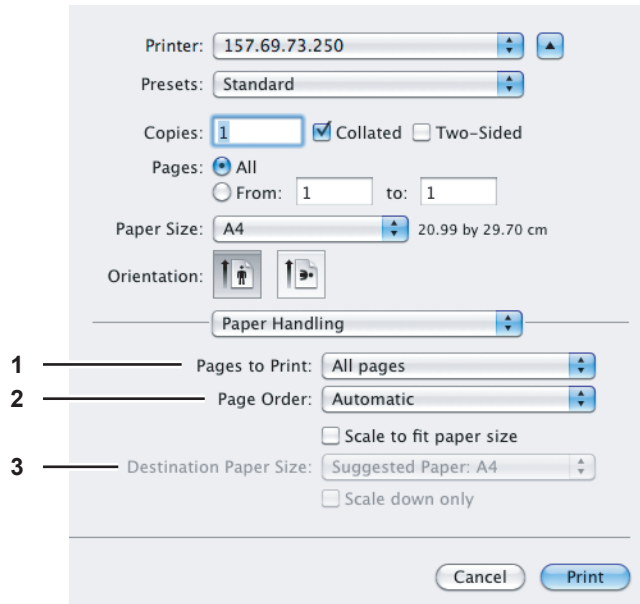 Printer: 157.69.73.250
Presets: Standard
Copies: 1 Collated Two-Sided
Pages: All
From: 1 to: 1
Paper Size: A4 20.99 by 29.70 cm
Orientation:
Paper Handling
1 Pages to Print: All pages
2 Page Order: Automatic
Scale to fit paper size
3 Destination Paper Size: Suggested Paper: A4
Scale down only
Cancel Print